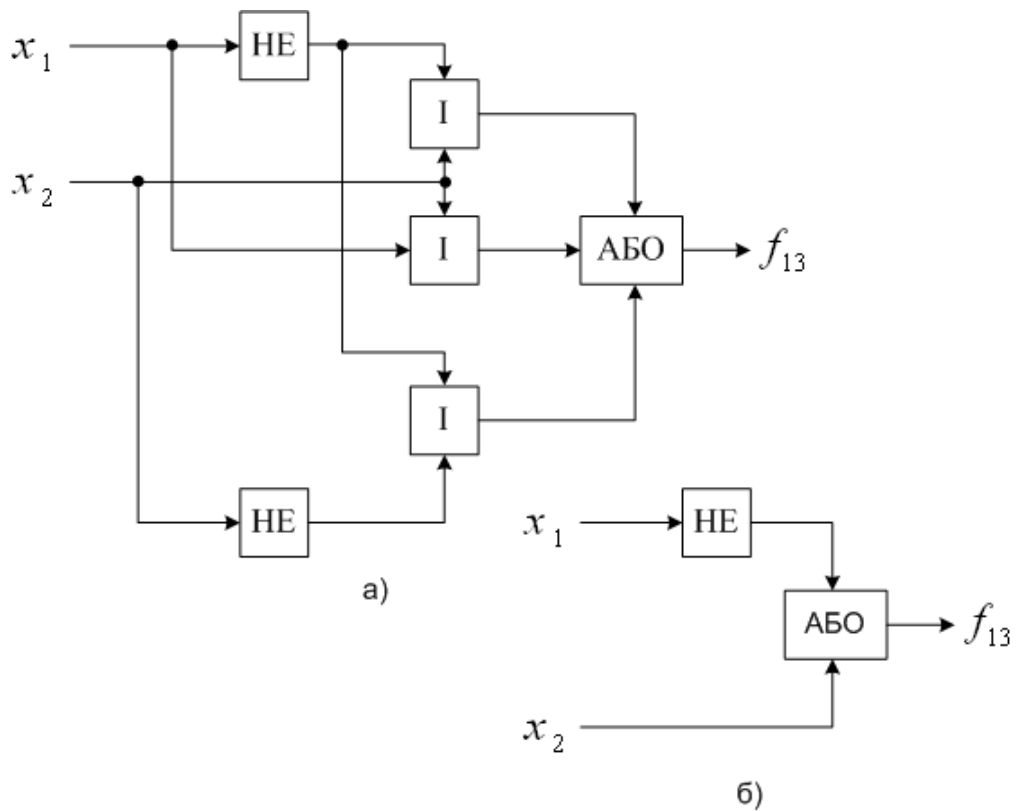 x₁
НЕ
І
x₂
І
АБО
f₁₃
І
НЕ
а)
x₁
НЕ
АБО
f₁₃
x₂
б)